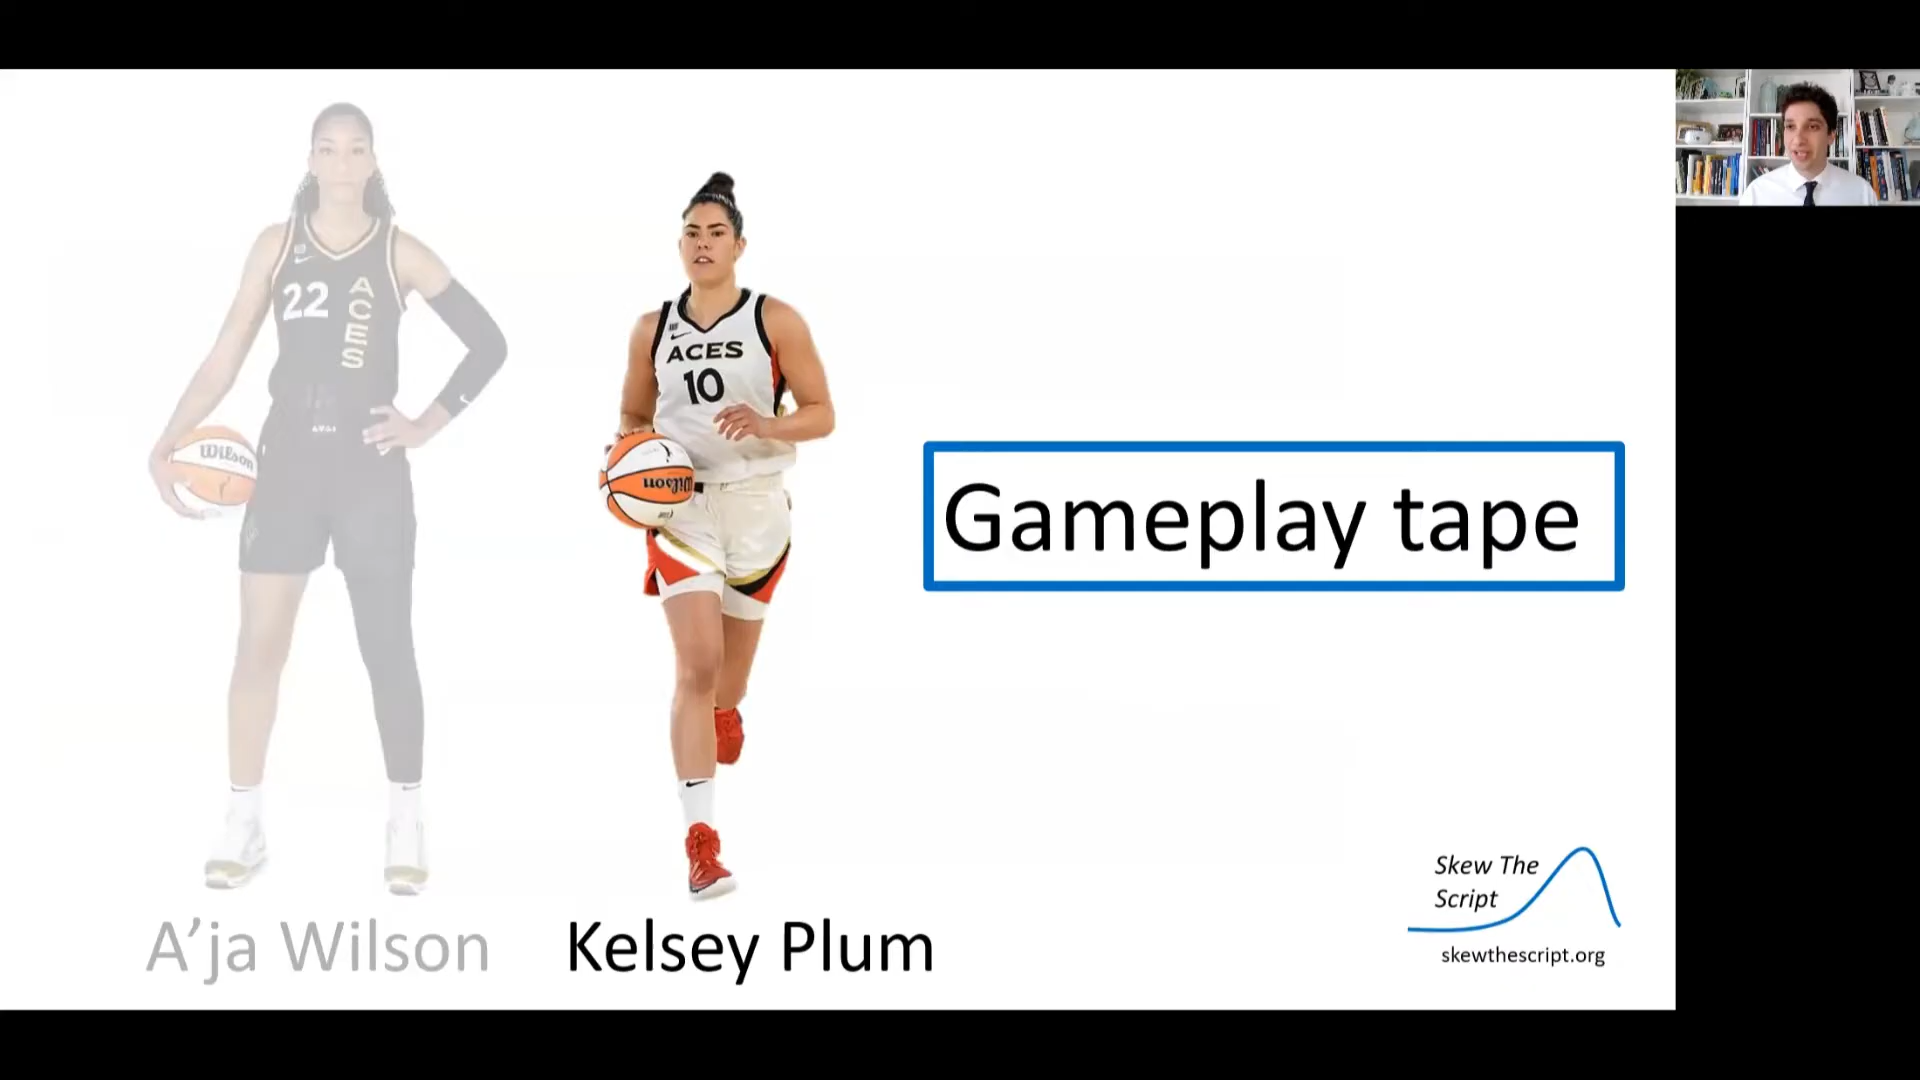 22
ACES
Wilson
ACES
10
Wilson
Gameplay tape
A’ja Wilson
Kelsey Plum
Skew The
Script
skewthescript.org